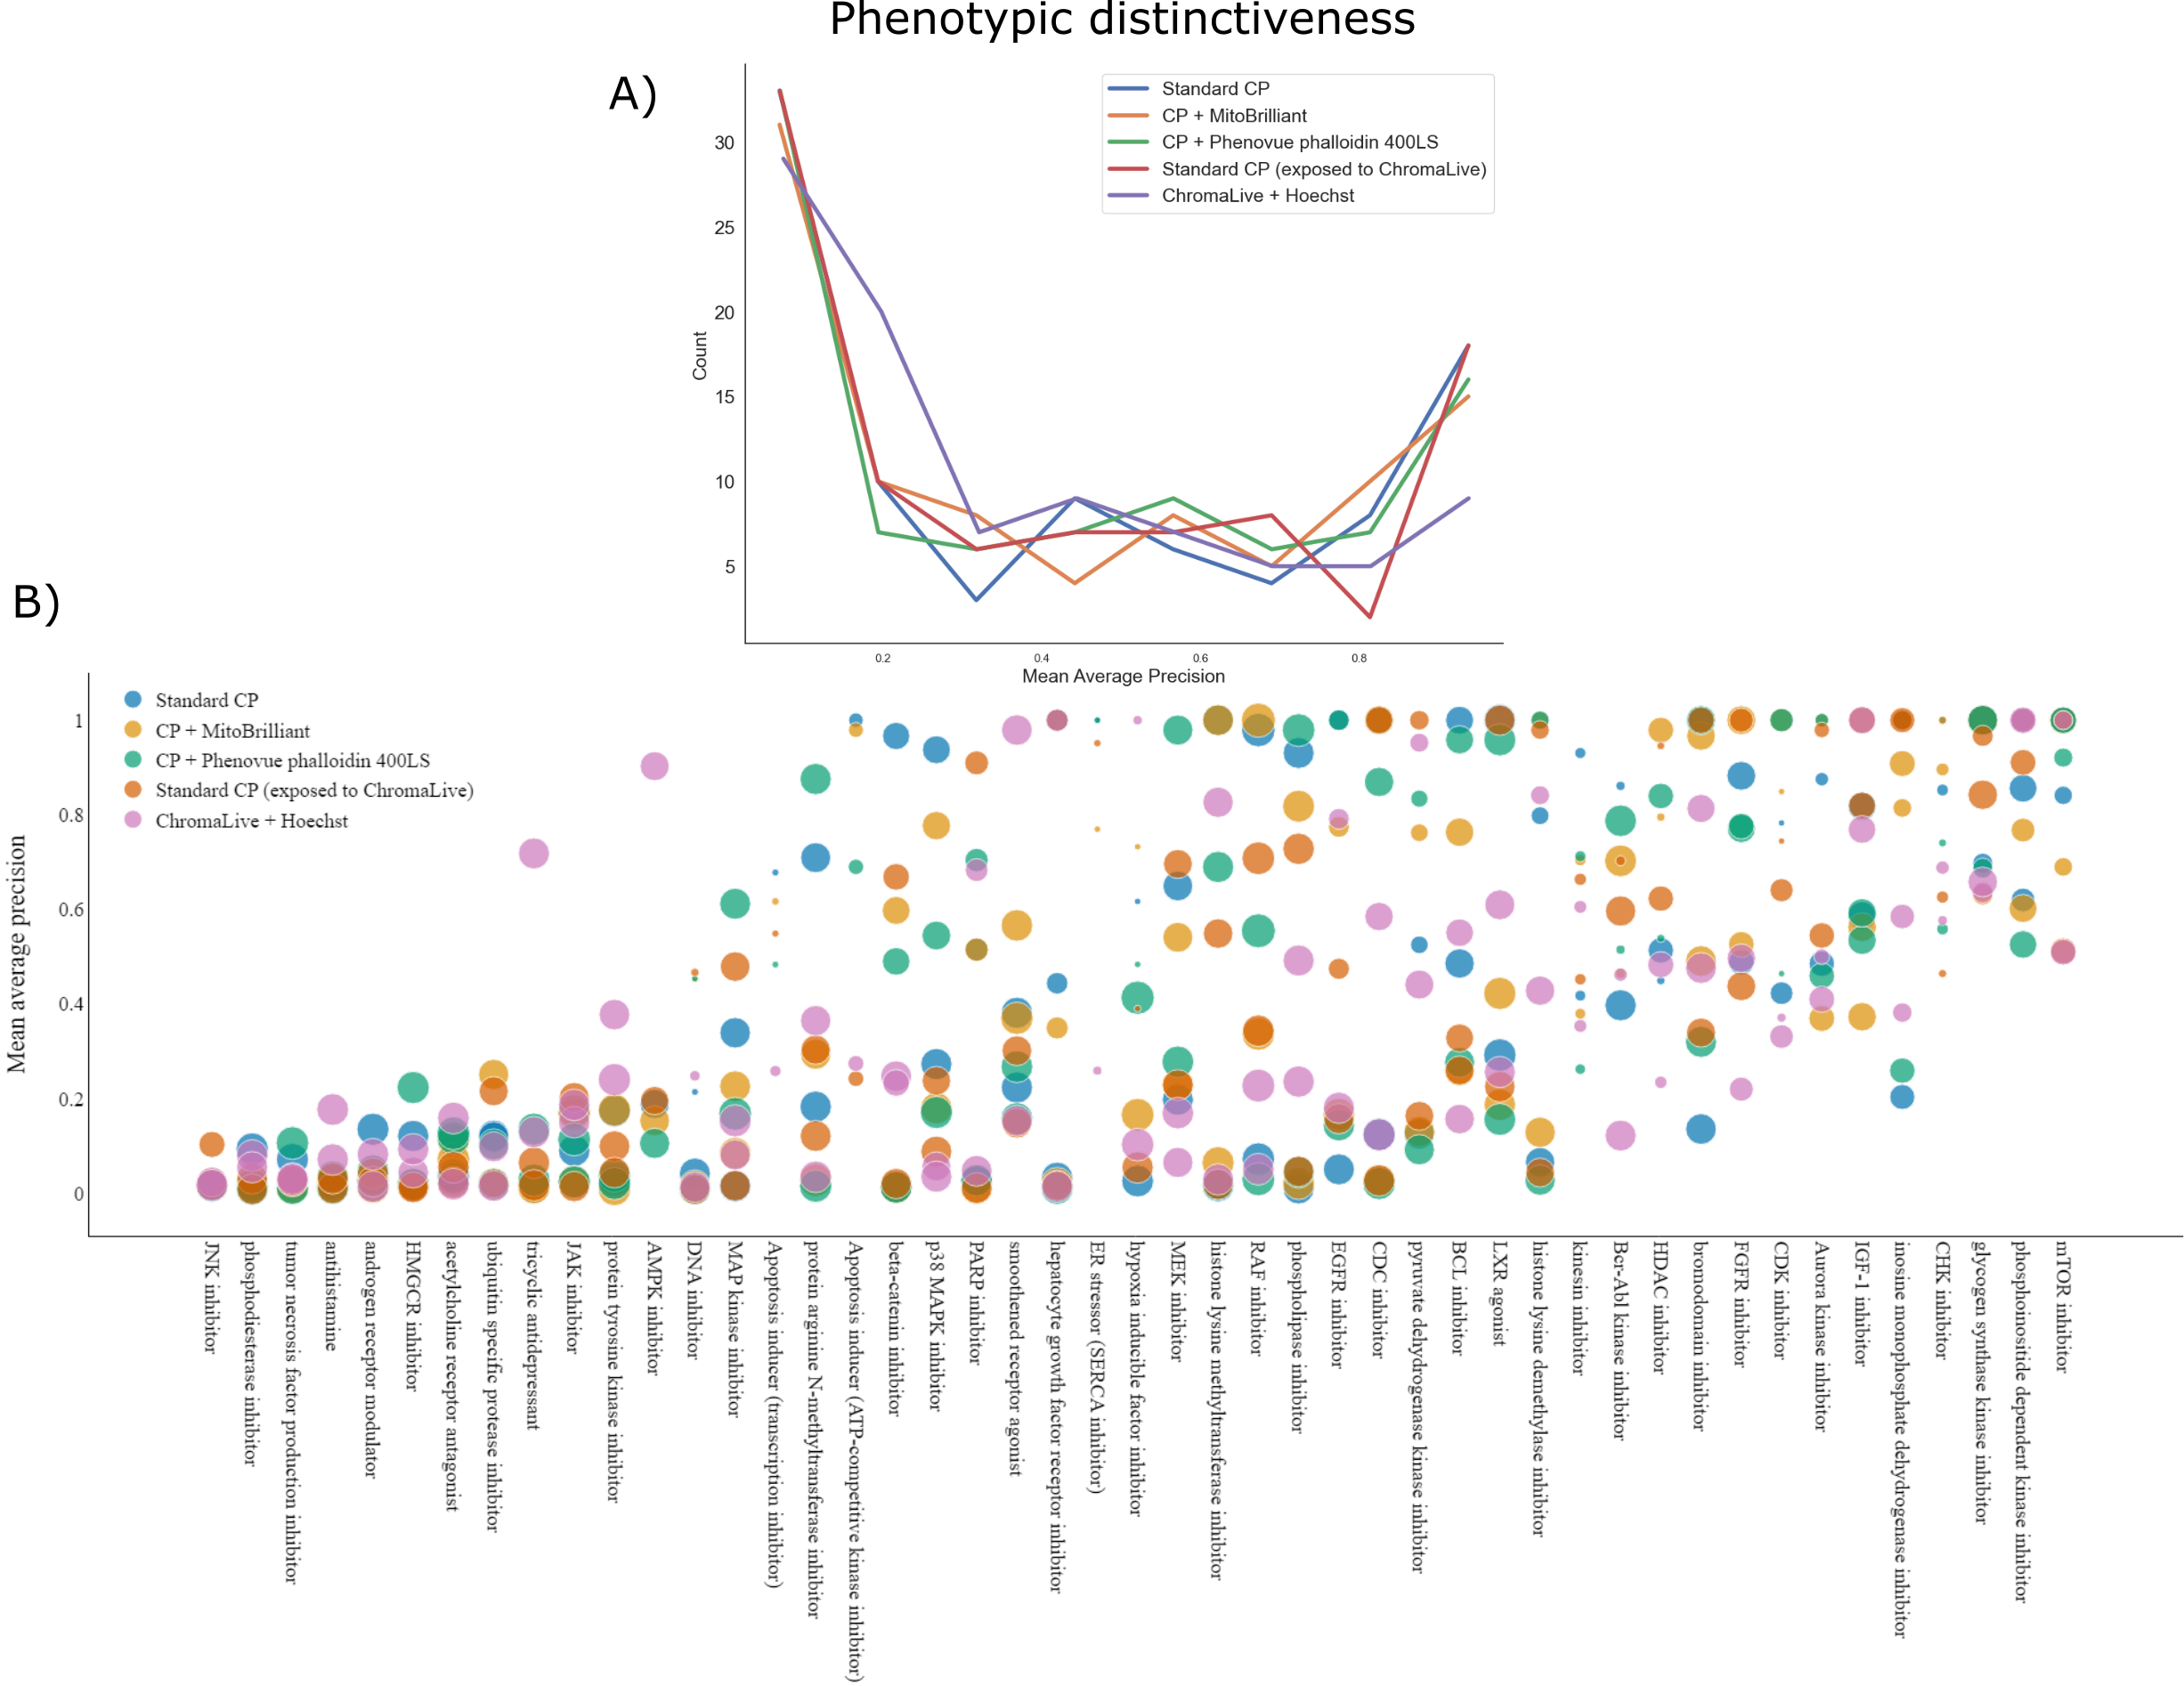 Phenotypic distinctiveness
A)
Standard CP
CP + MitoBrilliant
CP + Phenovue phalloidin 400LS
Standard CP (exposed to ChromaLive)
ChromaLive + Hoechst
30
25
20
15
10
5
Count
0.2 0.4 0.6 0.8
Mean Average Precision
B)
Standard CP
CP + MitoBrilliant
CP + Phenovue phalloidin 400LS
Standard CP (exposed to ChromaLive)
ChromaLive + Hoechst
1
0.8
0.6
0.4
0.2
0
Mean average precision
JNK inhibitor
phosphodiesterase inhibitor
tumor necrosis factor production inhibitor
antihistamine
androgen receptor modulator
HMGCR inhibitor
acetylcholine receptor antagonist
ubiquitin specific protease inhibitor
tricyclic antidepressant
JAK inhibitor
protein tyrosine kinase inhibitor
AMPK inhibitor
DNA inhibitor
MAP kinase inhibitor
Apoptosis inducer (transcription inhibitor)
protein arginine N-methyltransferase inhibitor
Apoptosis inducer (ATP-competitive kinase inhibitor)
beta-catenin inhibitor
p38 MAPK inhibitor
PARP inhibitor
smoothened receptor agonist
hepatocyte growth factor receptor inhibitor
ER stressor (SERCA inhibitor)
hypoxia inducible factor inhibitor
MEK inhibitor
histone lysine methyltransferase inhibitor
RAF inhibitor
phospholipase inhibitor
EGFR inhibitor
CDC inhibitor
pyruvate dehydrogenase kinase inhibitor
BCL inhibitor
LXR agonist
histone lysine demethylase inhibitor
kinesin inhibitor
Bcr-Abl kinase inhibitor
HDAC inhibitor
bromodomain inhibitor
FGFR inhibitor
CDK inhibitor
Aurora kinase inhibitor
IGF-1 inhibitor
inosine monophosphate dehydrogenase inhibitor
CHK inhibitor
glycogen synthase kinase inhibitor
phosphoinositide dependent kinase inhibitor
mTOR inhibitor